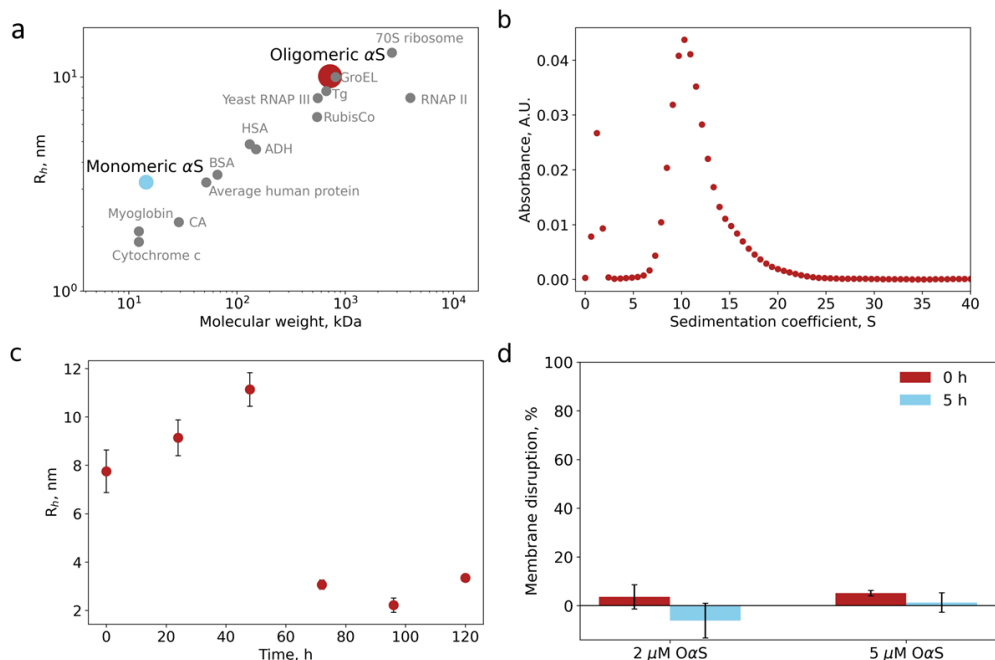 a
R_h, nm
10¹
10⁰
70S ribosome
Oligomeric αS
GroEL
Tg
Yeast RNAP III
RNAP II
RubisCo
HSA
ADH
Monomeric αS
BSA
Average human protein
Myoglobin
CA
Cytochrome c
10¹ 10² 10³ 10⁴
Molecular weight, kDa
b
Absorbance, A.U.
0.04
0.03
0.02
0.01
0.00
0 5 10 15 20 25 30 35 40
Sedimentation coefficient, S
c
R_h, nm
12
10
8
6
4
2
0 20 40 60 80 100 120
Time, h
d
Membrane disruption, %
100
80
60
40
20
0
0 h
5 h
2 μM OαS 5 μM OαS